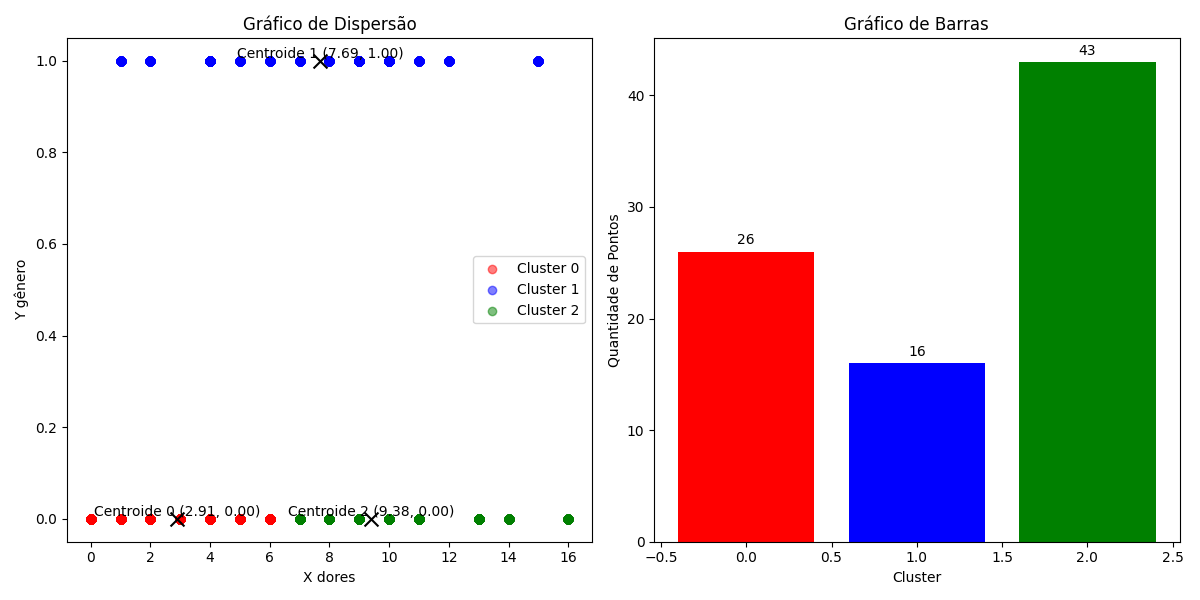 Gráfico de Dispersão
Centroide 1 (7.69, 1.00)
Centroide 0 (2.91, 0.00)
Centroide 2 (9.38, 0.00)
Cluster 0
Cluster 1
Cluster 2
Y gênero
1.0
0.8
0.6
0.4
0.2
0.0
0 2 4 6 8 10 12 14 16
X dores
Gráfico de Barras
Quantidade de Pontos
40
30
20
10
0
26
16
43
−0.5 0.0 0.5 1.0 1.5 2.0 2.5
Cluster